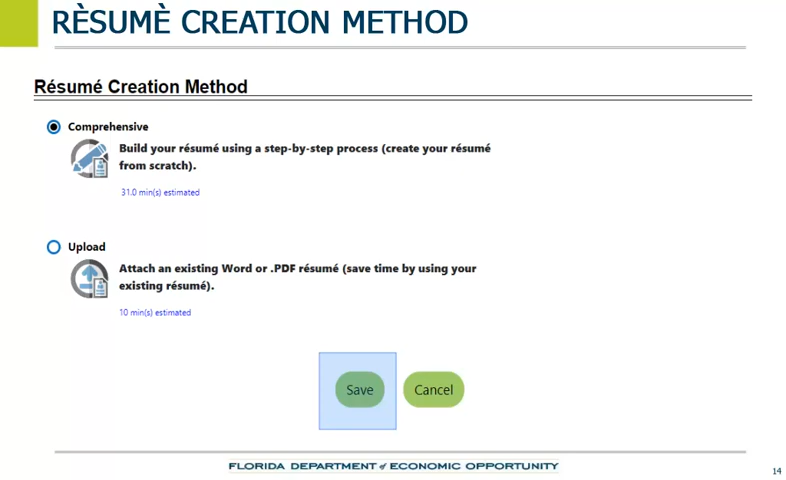 RÈSUMÈ CREATION METHOD
Résumé Creation Method
Comprehensive
Build your résumé using a step-by-step process (create your résumé
from scratch).
31.0 min(s) estimated
Upload
Attach an existing Word or .PDF résumé (save time by using your
existing résumé).
10 min(s) estimated
Save Cancel
FLORIDA DEPARTMENT of ECONOMIC OPPORTUNITY
14